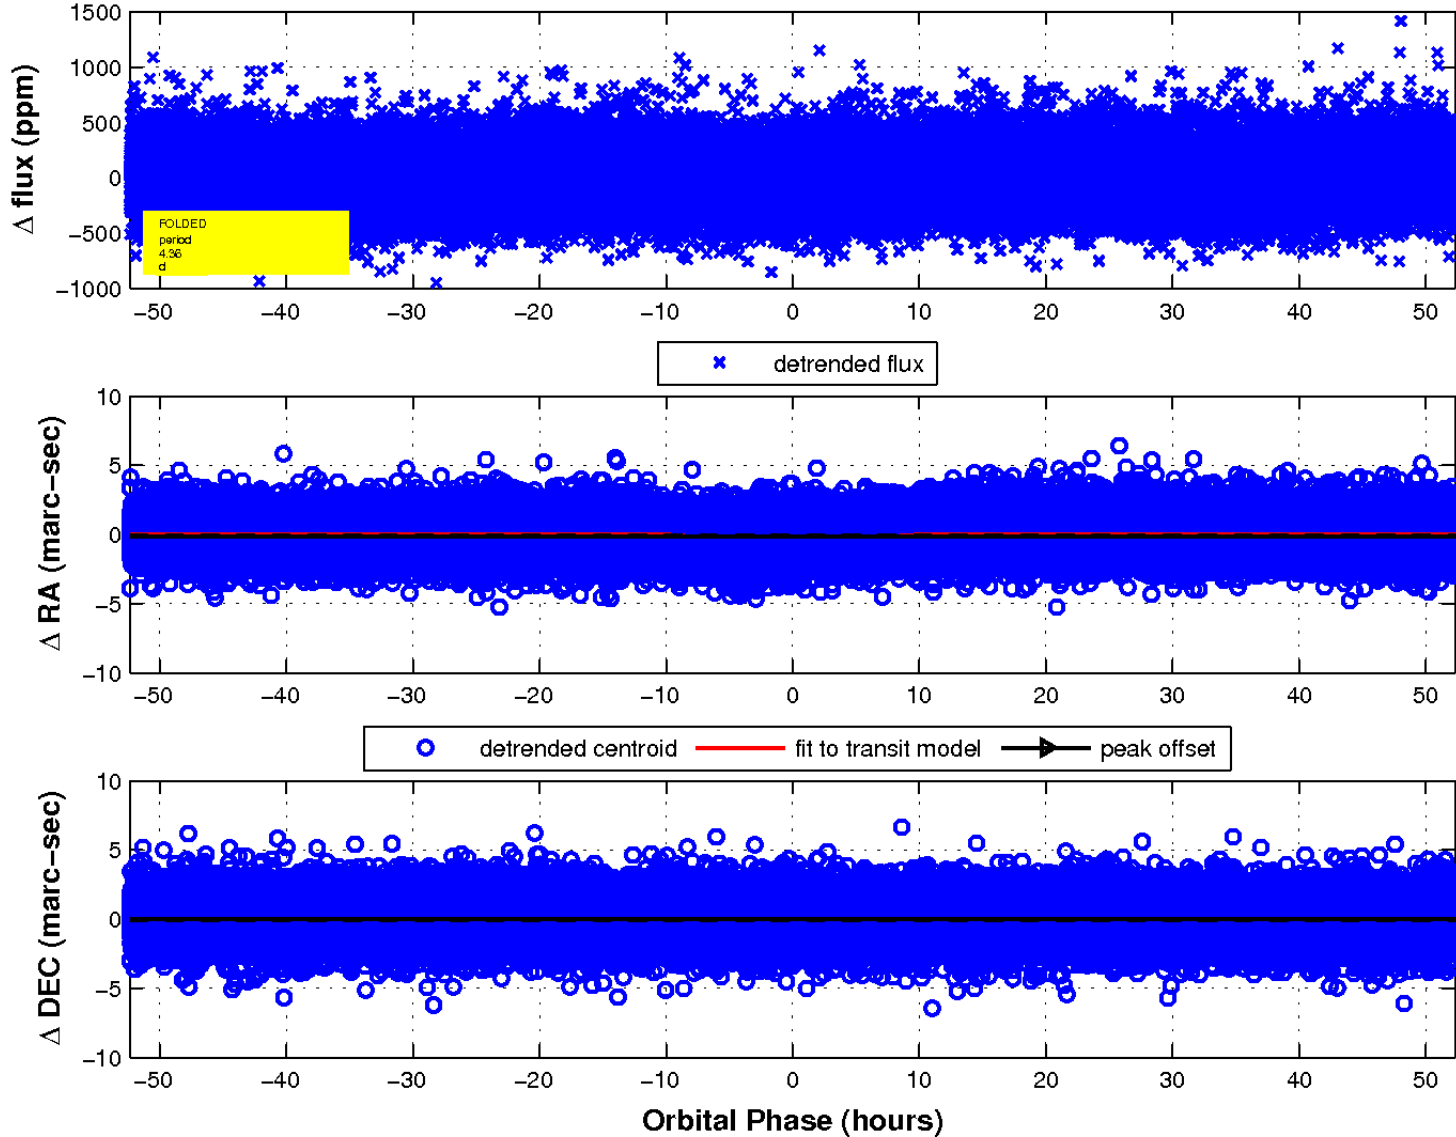 1500
1000
500
0
−500
−1000
Δ flux (ppm)
FOLDED
period
4.36
d
−50 −40 −30 −20 −10 0 10 20 30 40 50
detrended flux
10
5
0
−5
−10
Δ RA (marc−sec)
−50 −40 −30 −20 −10 0 10 20 30 40 50
detrended centroid fit to transit model peak offset
10
5
0
−5
−10
Δ DEC (marc−sec)
−50 −40 −30 −20 −10 0 10 20 30 40 50
Orbital Phase (hours)